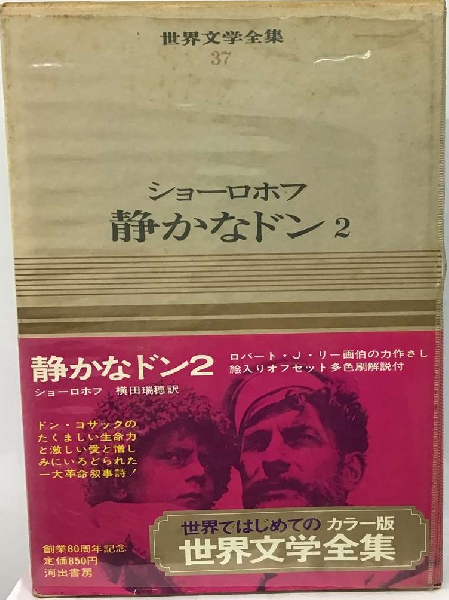 世界文学全集
37
ショーロホフ
静かなドン 2
静かなドン2
ショーロホフ 横田瑞穂訳
ロバート・J・リー画伯の力作さし
絵入りオフセット多色刷解説付
ドン・コサックの
たくましい生命力
と激しい愛と憎し
みにいろどられた
一大革命叙事詩!
世界ではじめての カラー版
世界文学全集
創業80周年記念
定価850円
河出書房